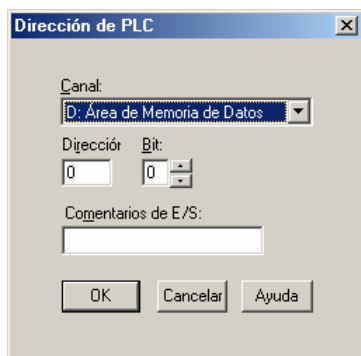 Dirección de PLC
Canal:
D: Área de Memoria de Datos
Direcciór Bit:
0 0
Comentarios de E/S:
OK Cancelar Ayuda